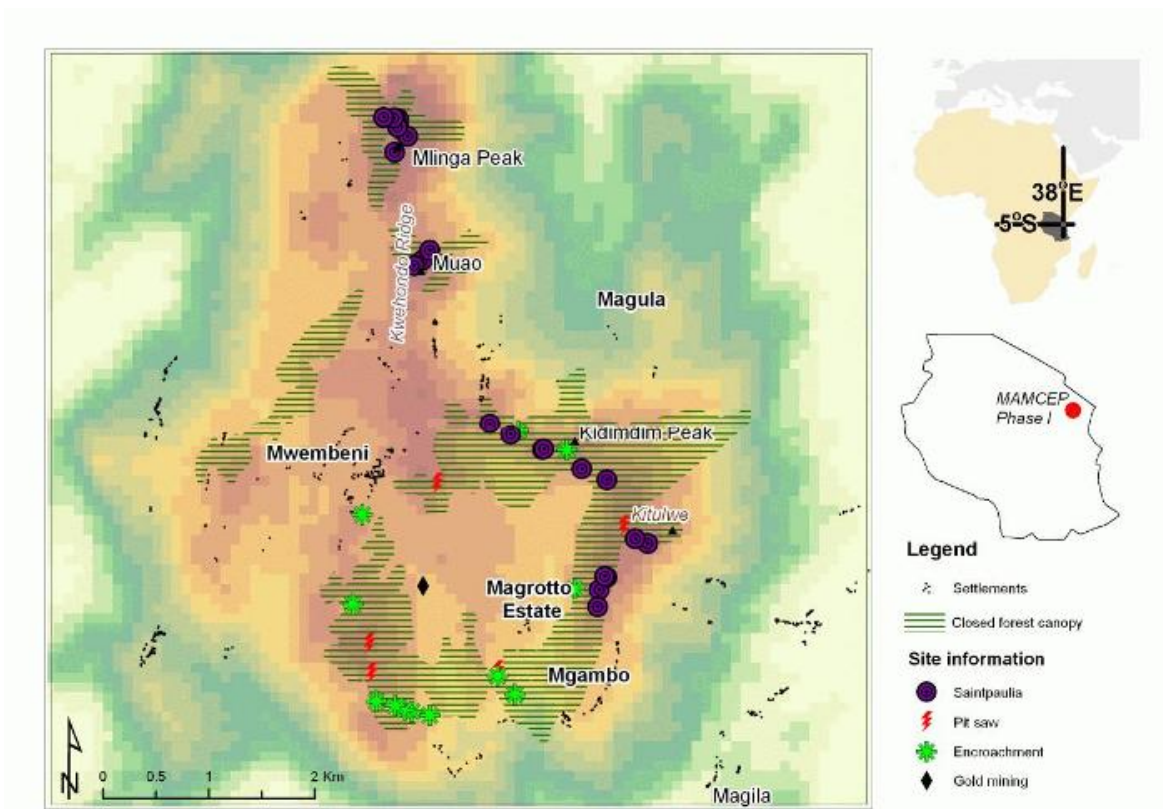 Mlinga Peak
Kwehondo Ridge
Muao
Magula
Kidimdim Peak
Mwembeni
Kitulwe
Magrotto
Estate
Mgambo
N
0 0.5 1 2 Km
Magila
38°E
5°S
MAMCEP
Phase I
Legend
Settlements
Closed forest canopy
Site information
Saintpaulia
Pit saw
Encroachment
Gold mining